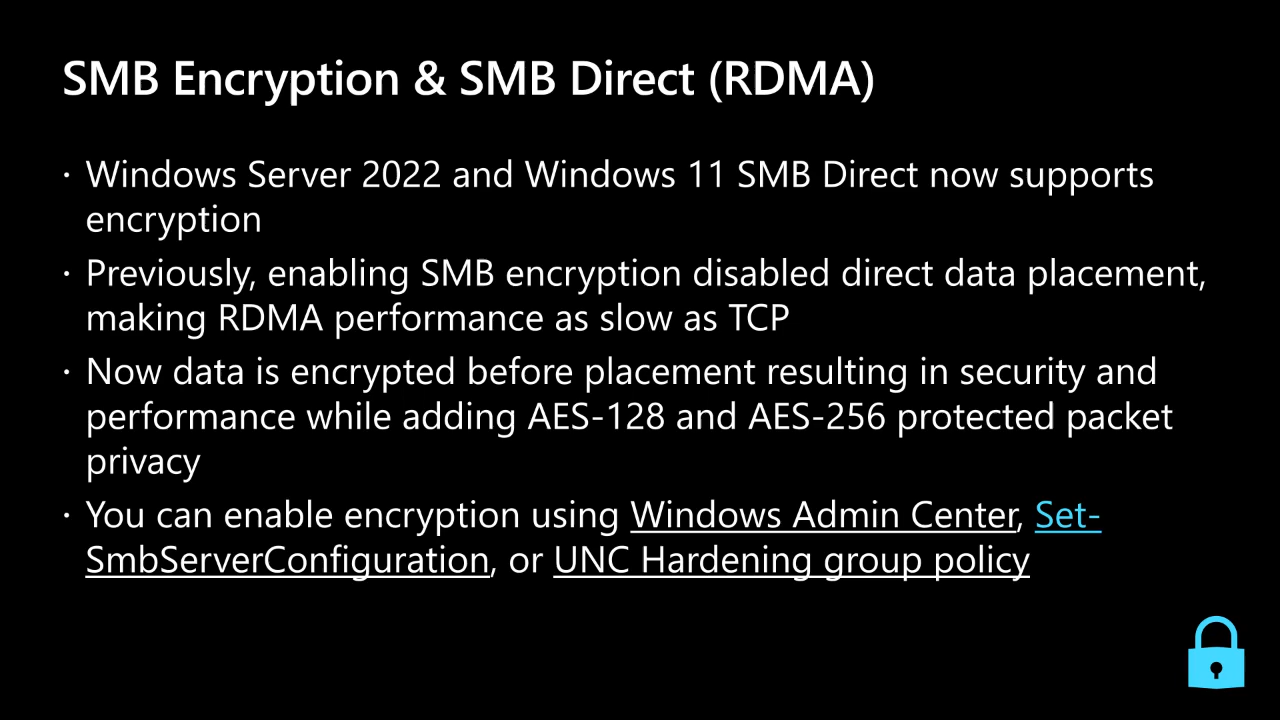 SMB Encryption & SMB Direct (RDMA)
· Windows Server 2022 and Windows 11 SMB Direct now supports
encryption
· Previously, enabling SMB encryption disabled direct data placement,
making RDMA performance as slow as TCP
· Now data is encrypted before placement resulting in security and
performance while adding AES-128 and AES-256 protected packet
privacy
· You can enable encryption using Windows Admin Center, Set-
SmbServerConfiguration, or UNC Hardening group policy